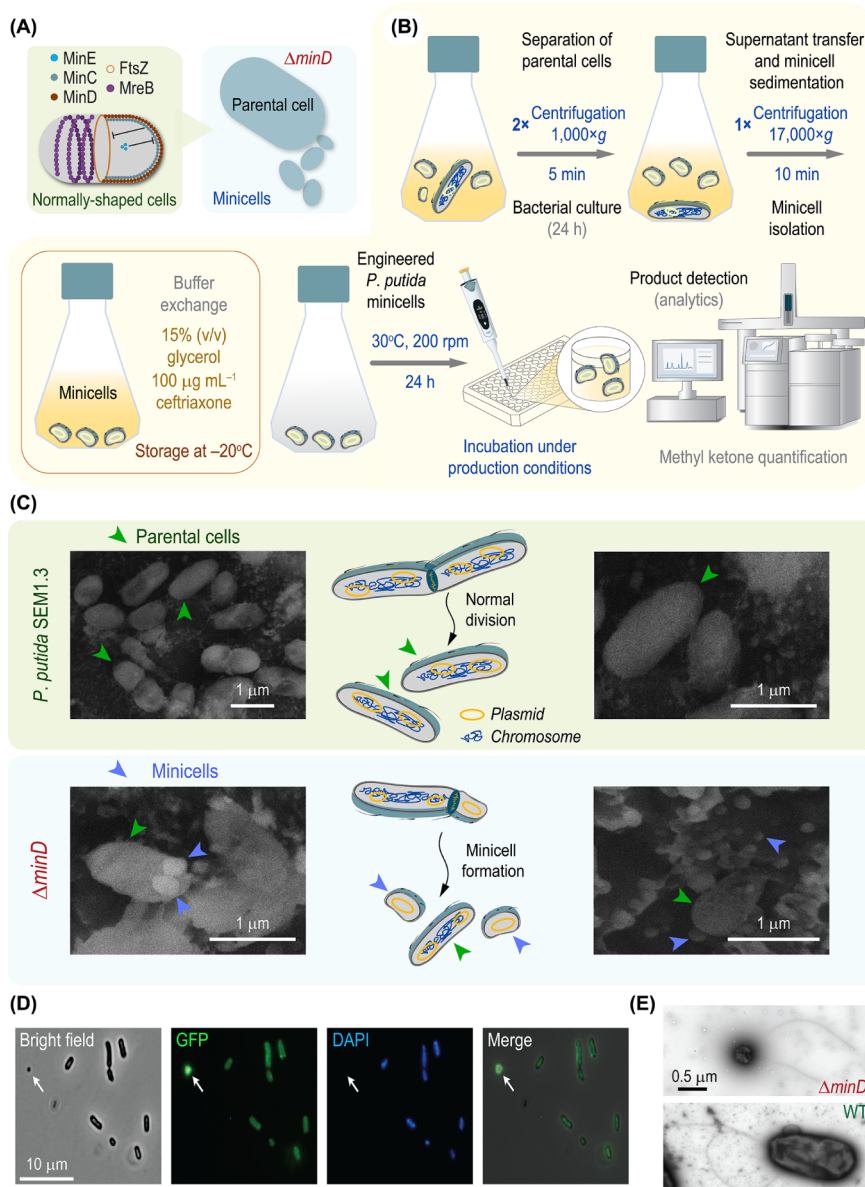 (A)
MinE
MinC
MinD
FtsZ
MreB
Normally-shaped cells
ΔminD
Parental cell
Minicells
(B)
Separation of
parental cells
2× Centrifugation
1,000×g
5 min
Bacterial culture
(24 h)
Supernatant transfer
and minicell
sedimentation
1× Centrifugation
17,000×g
10 min
Minicell
isolation
Minicells
Buffer
exchange
15% (v/v)
glycerol
100 μg mL–1
ceftriaxone
Storage at –20°C
Engineered
P. putida
minicells
30°C, 200 rpm
24 h
Incubation under
production conditions
Product detection
(analytics)
Methyl ketone quantification
(C)
Parental cells
P. putida SEM1.3
1 μm
Normal
division
Plasmid
Chromosome
1 μm
Minicells
ΔminD
1 μm
Minicell
formation
1 μm
(D)
Bright field
10 μm
GFP
DAPI
Merge
(E)
0.5 μm
ΔminD
WT